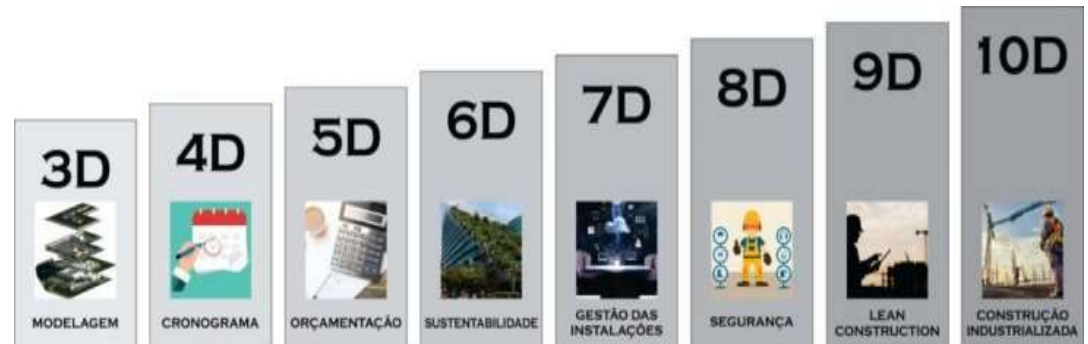 3D
MODELAGEM
4D
CRONOGRAMA
5D
ORÇAMENTAÇÃO
6D
SUSTENTABILIDADE
7D
GESTÃO DAS
INSTALAÇÕES
8D
SEGURANÇA
9D
LEAN
CONSTRUCTION
10D
CONSTRUÇÃO
INDUSTRIALIZADA